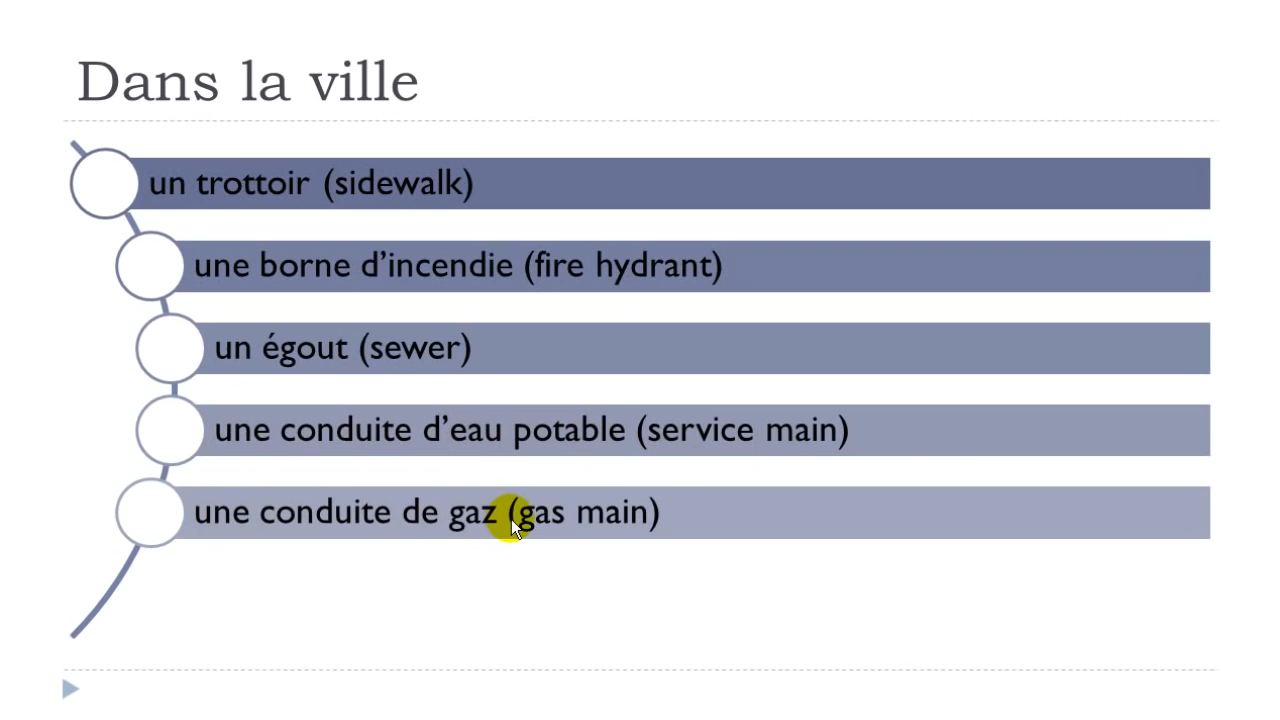 Dans la ville
un trottoir (sidewalk)
une borne d’incendie (fire hydrant)
un égout (sewer)
une conduite d’eau potable (service main)
une conduite de gaz (gas main)